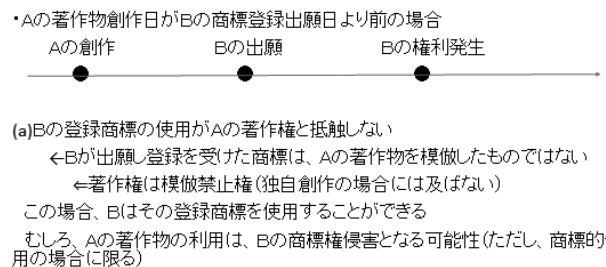 ・Aの著作物創作日がBの商標登録出願日より前の場合
Aの創作 Bの出願 Bの権利発生
(a)Bの登録商標の使用がAの著作権と抵触しない
←Bが出願し登録を受けた商標は、Aの著作物を模倣したものではない
⇐著作権は模倣禁止権(独自創作の場合には及ばない)
この場合、Bはその登録商標を使用することができる
むしろ、Aの著作物の利用は、Bの商標権侵害となる可能性(ただし、商標的使
用の場合に限る)